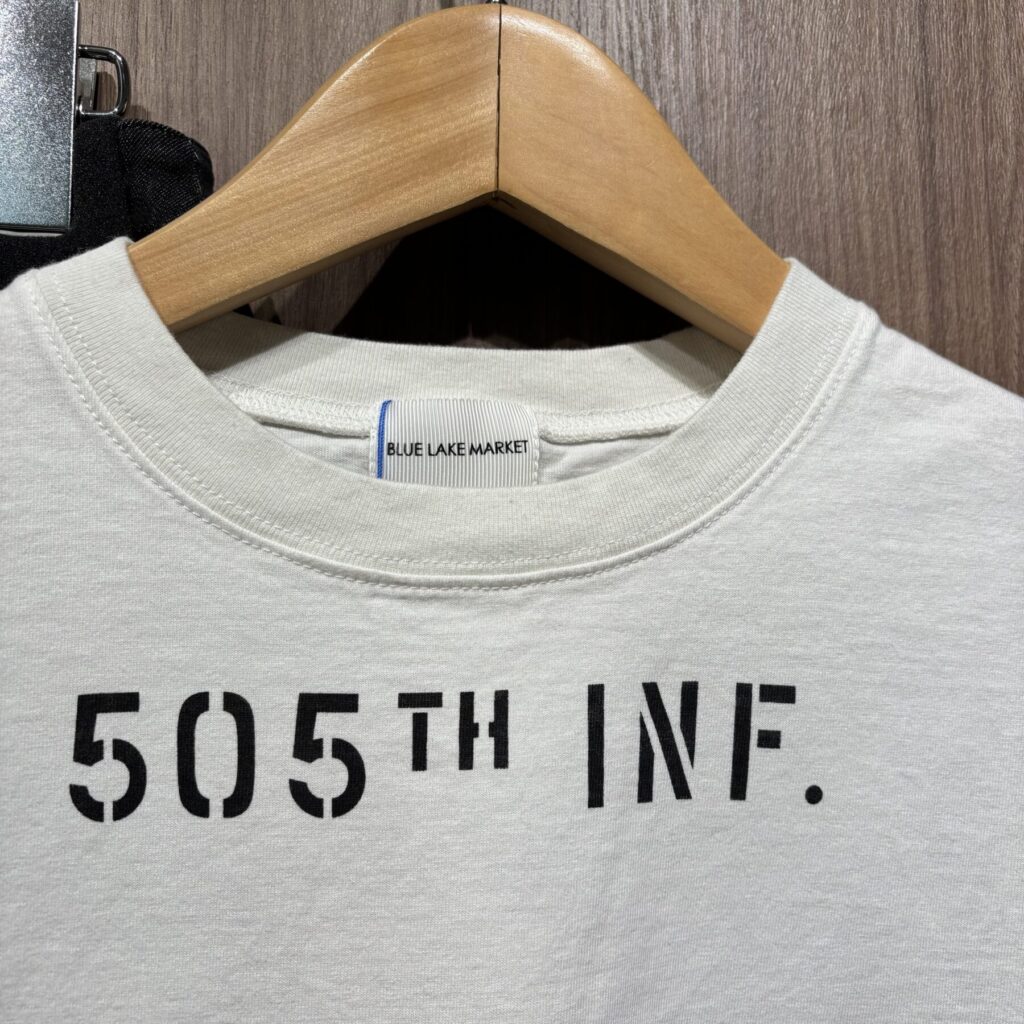 BLUE LAKE MARKET
505TH INF.